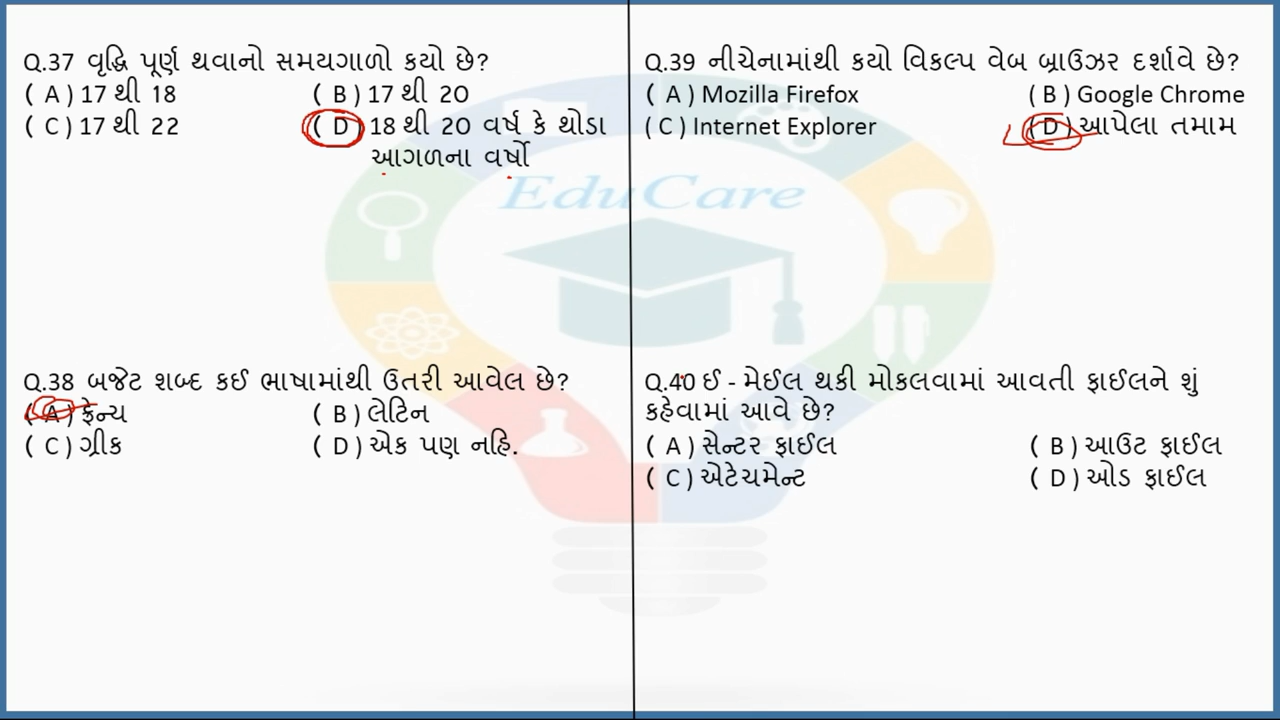 Q.37 વૃદ્ધિ પૂર્ણ થવાનો સમયગાળો કયો છે?
( A ) 17 થી 18 ( B ) 17 થી 20
( C ) 17 થી 22 ( D ) 18 થી 20 વર્ષ કે થોડા
આગળના વર્ષો
Q.38 બજેટ શબ્દ કઈ ભાષામાંથી ઉતરી આવેલ છે?
( A ) ફ્રેન્ચ ( B ) લેટિન
( C ) ગ્રીક ( D ) એક પણ નહિ.
Q.39 નીચેનામાંથી કયો વિકલ્પ વેબ બ્રાઉઝર દર્શાવે છે?
( A ) Mozilla Firefox ( B ) Google Chrome
( C ) Internet Explorer ( D ) આપેલા તમામ
Q.40 ઈ - મેઈલ થકી મોકલવામાં આવતી ફાઈલને શું
કહેવામાં આવે છે?
( A ) સેન્ટર ફાઈલ ( B ) આઉટ ફાઈલ
( C ) એટેચમેન્ટ ( D ) ઓડ ફાઈલ
EduCare